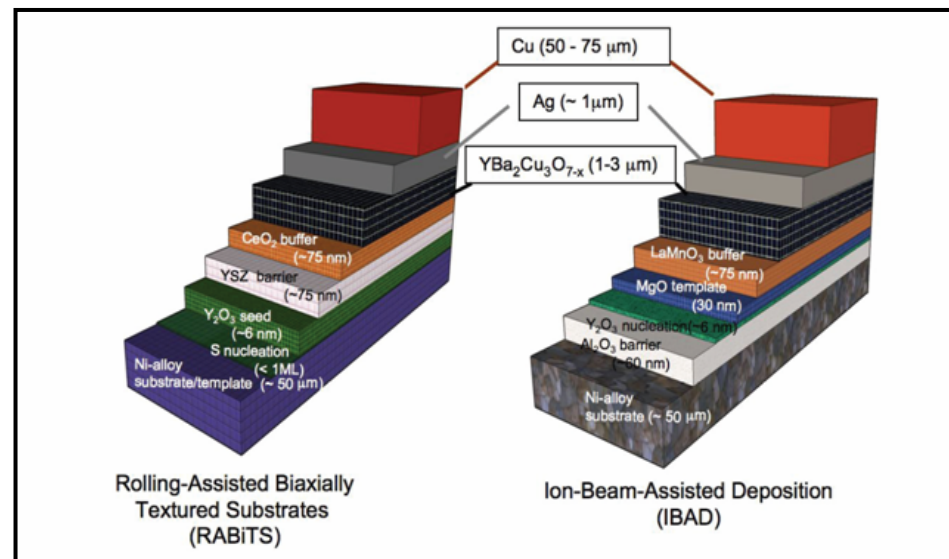 Cu (50 - 75 μm)
Ag (~ 1μm)
YBa₂Cu₃O₇₋ₓ (1-3 μm)
CeO₂ buffer
(~75 nm)
YSZ barrier
(~75 nm)
Y₂O₃ seed
(~6 nm)
S nucleation
(< 1ML)
Ni-alloy
substrate/template (~ 50 μm)
Rolling-Assisted Biaxially
Textured Substrates
(RABiTS)
LaMnO₃ buffer
(~75 nm)
MgO template
(30 nm)
Y₂O₃ nucleation(~6 nm)
Al₂O₃ barrier
(~60 nm)
Ni-alloy
substrate (~ 50 μm)
Ion-Beam-Assisted Deposition
(IBAD)